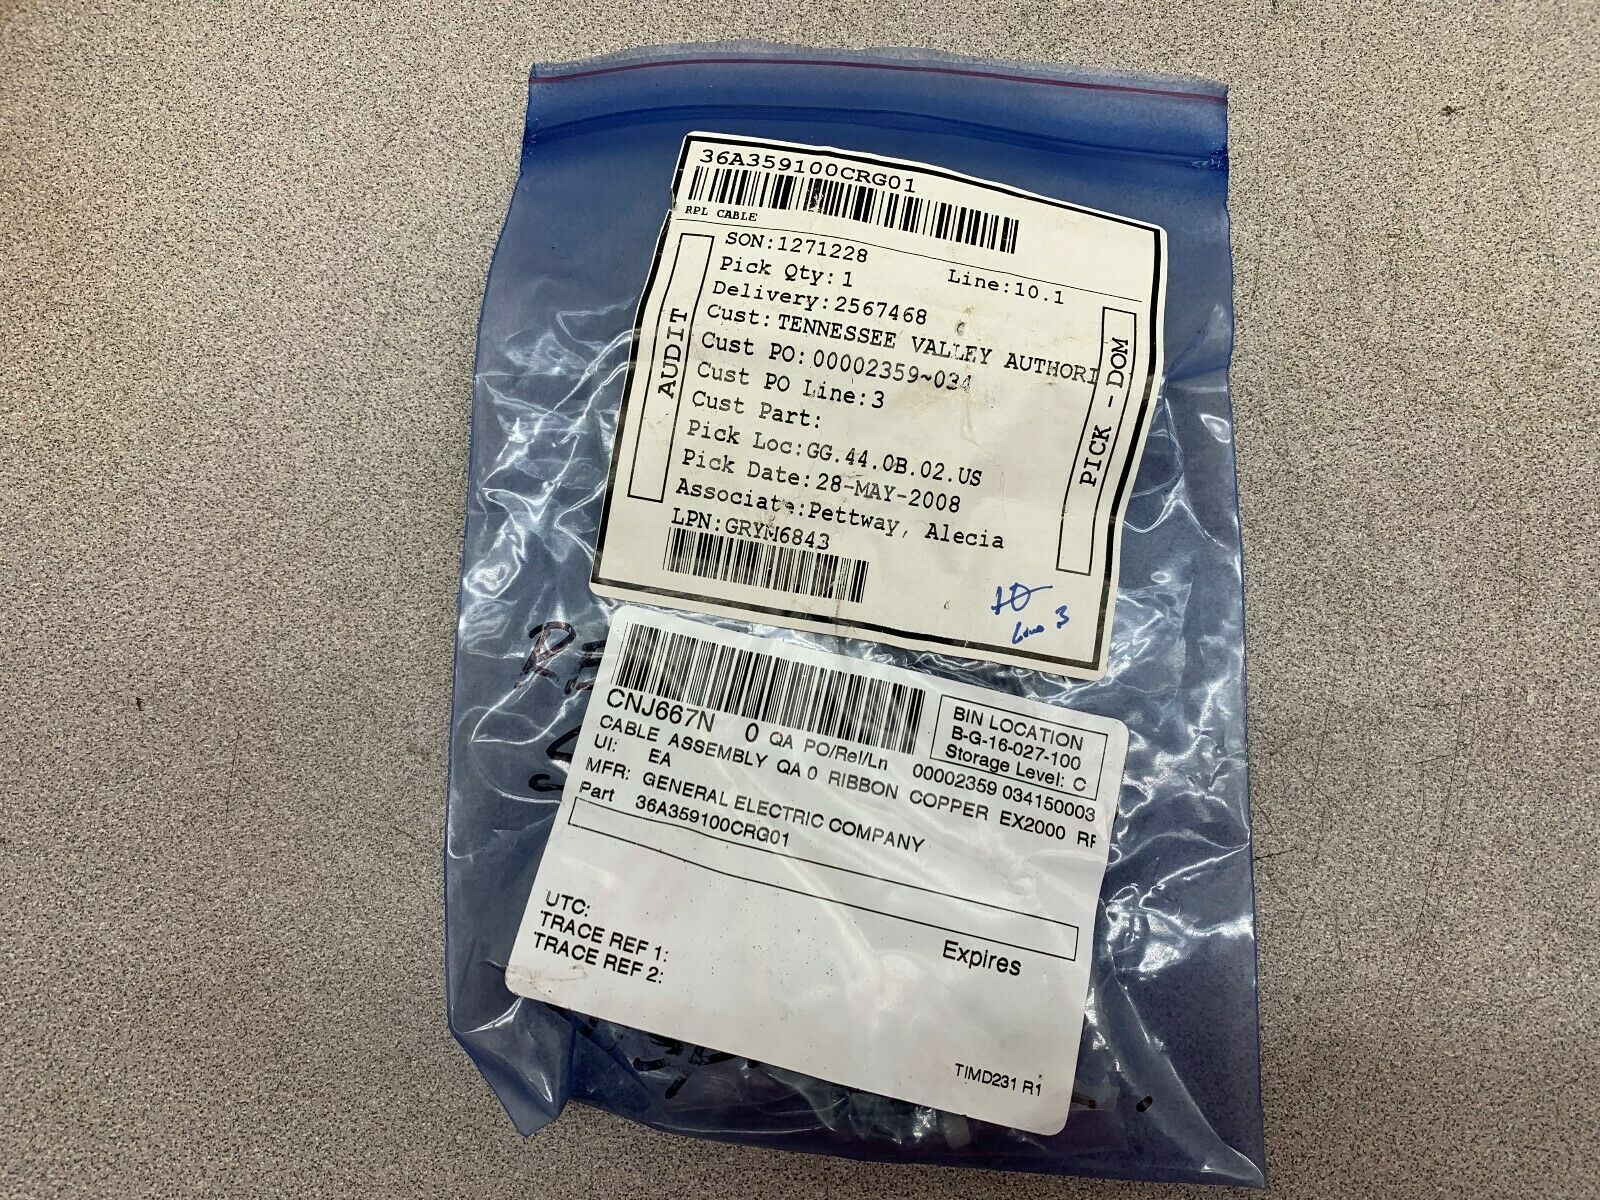 36A359100CRG01
RPL CABLE
SON:1271228 Line:10.1
Pick Qty: 1
Delivery:2567468
Cust: TENNESSEE VALLEY AUTHORI
Cust PO:00002359~034
Cust PO Line:3
Cust Part:
Pick Loc:GG.44.0B.02.US
Pick Date:28-MAY-2008
Associate:Pettway, Alecia
LPN:GRYM6843
AUDIT
PICK - DOM
Line 3
CNJ667N 0 QA PO/Rel/Ln 00002359 034150003
BIN LOCATION
B-G-16-027-100
Storage Level: C
CABLE ASSEMBLY QA 0 RIBBON COPPER EX2000
UI: EA
MFR: GENERAL ELECTRIC COMPANY
Part 36A359100CRG01
UTC:
TRACE REF 1:
TRACE REF 2:
Expires
TIMD231 R1